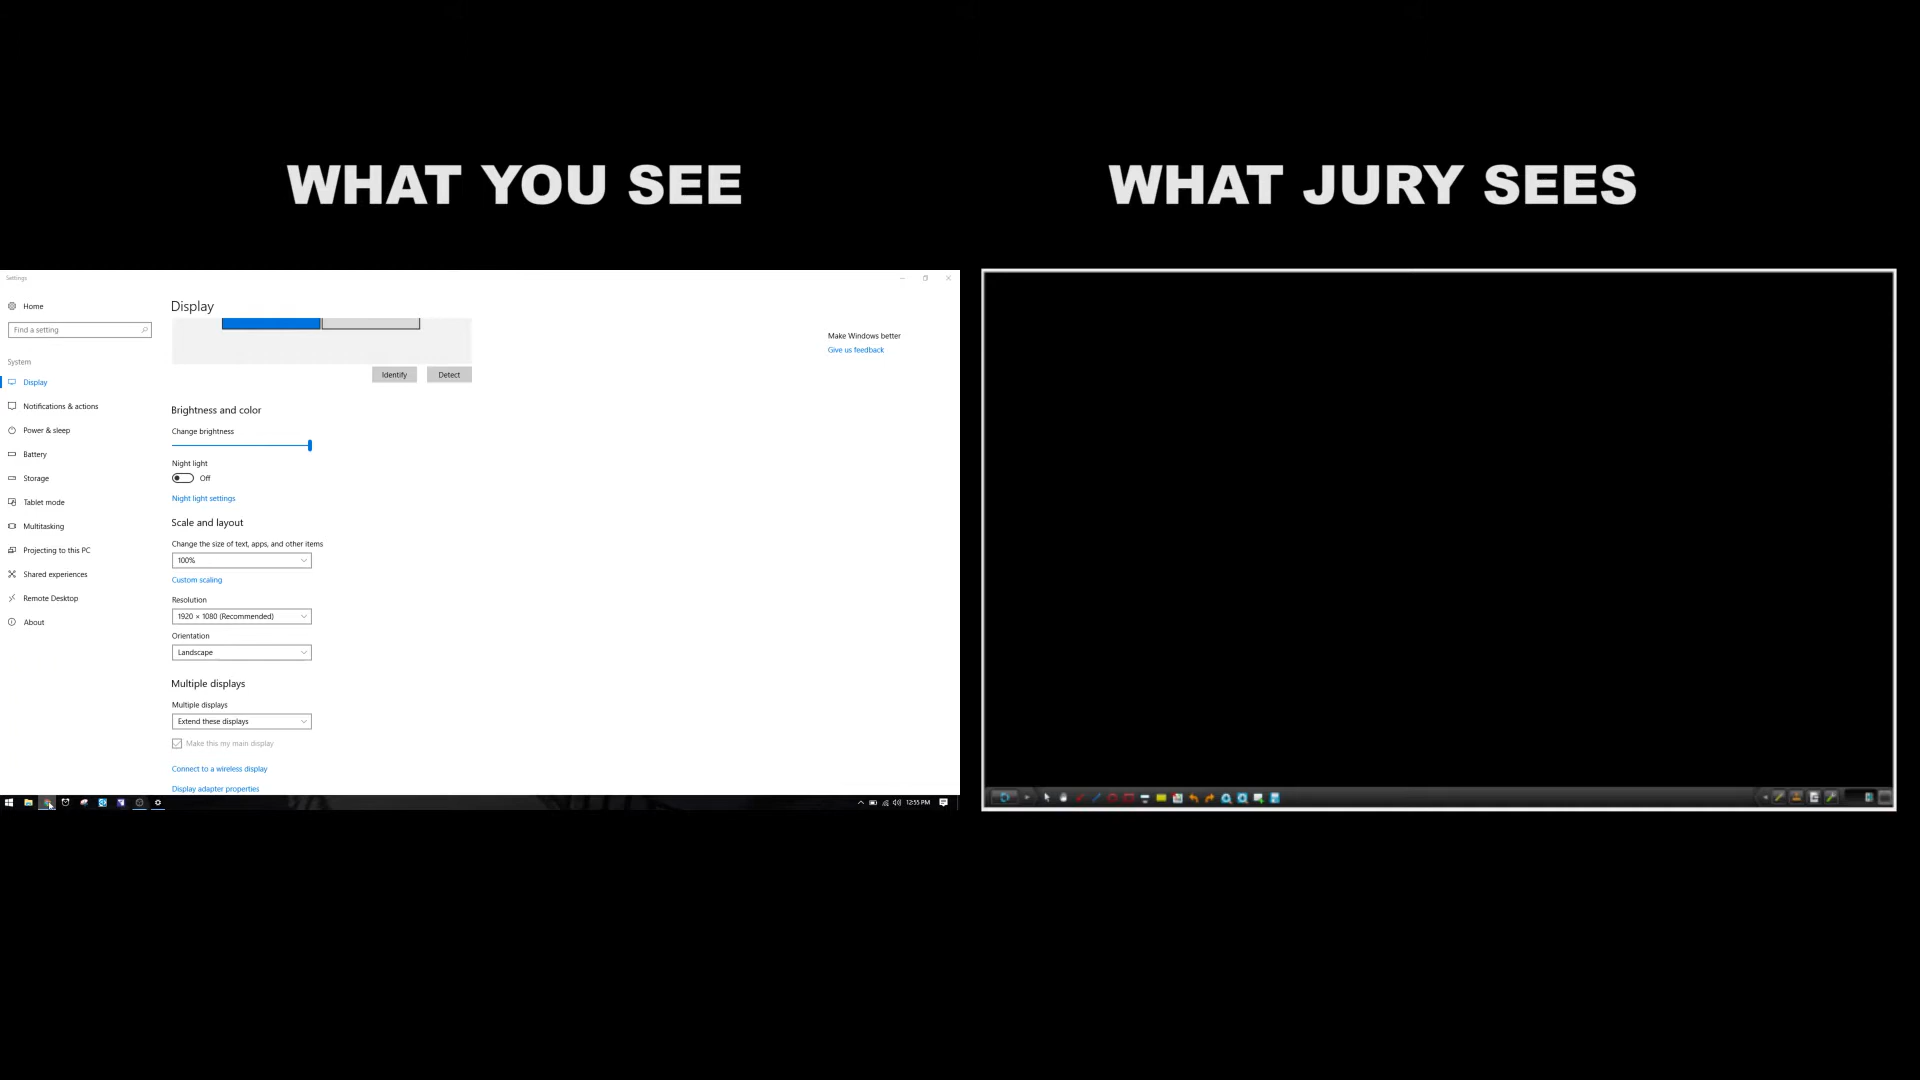 WHAT YOU SEE
WHAT JURY SEES
Settings
Home
Find a setting
System
Display
Notifications & actions
Power & sleep
Battery
Storage
Tablet mode
Multitasking
Projecting to this PC
Shared experiences
Remote Desktop
About
Display
Identify
Detect
Brightness and color
Change brightness
Night light
Off
Night light settings
Scale and layout
Change the size of text, apps, and other items
100%
Custom scaling
Resolution
1920 × 1080 (Recommended)
Orientation
Landscape
Multiple displays
Multiple displays
Extend these displays
Make this my main display
Connect to a wireless display
Display adapter properties
Make Windows better
Give us feedback
12:55 PM